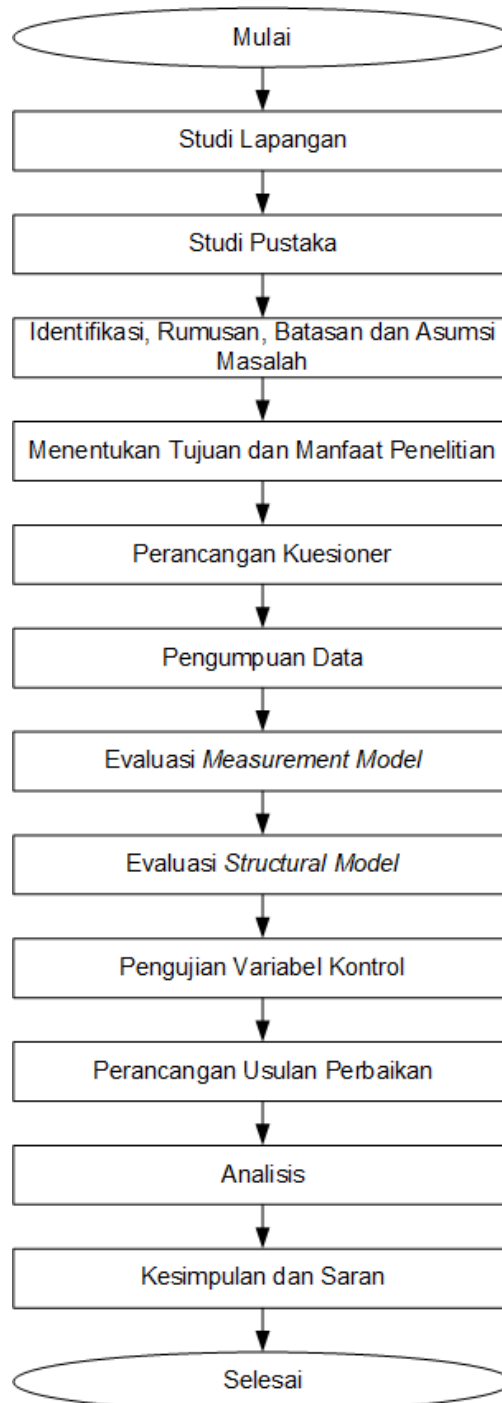 Mulai
Studi Lapangan
Studi Pustaka
Identifikasi, Rumusan, Batasan dan Asumsi
Masalah
Menentukan Tujuan dan Manfaat Penelitian
Perancangan Kuesioner
Pengumpuan Data
Evaluasi Measurement Model
Evaluasi Structural Model
Pengujian Variabel Kontrol
Perancangan Usulan Perbaikan
Analisis
Kesimpulan dan Saran
Selesai